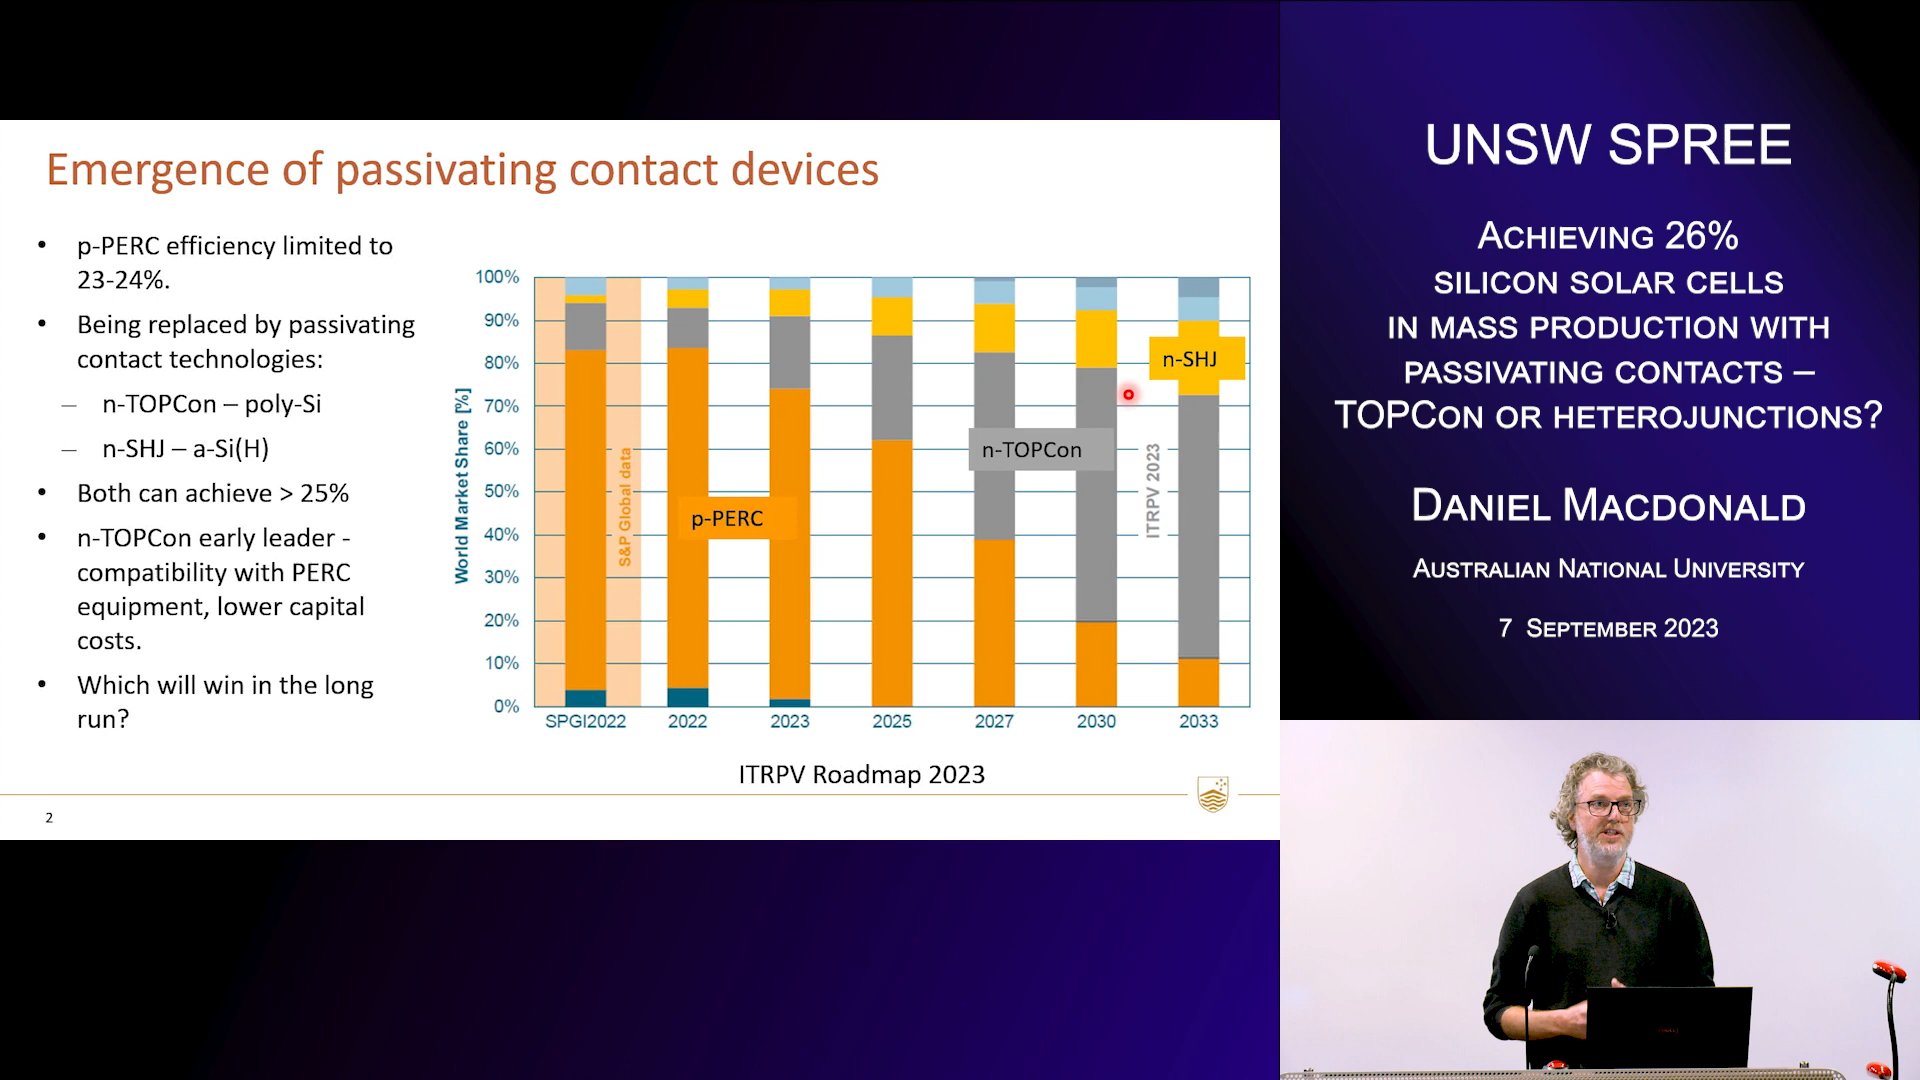 Emergence of passivating contact devices
• p-PERC efficiency limited to
23-24%.
• Being replaced by passivating
contact technologies:
– n-TOPCon – poly-Si
– n-SHJ – a-Si(H)
• Both can achieve > 25%
• n-TOPCon early leader -
compatibility with PERC
equipment, lower capital
costs.
• Which will win in the long
run?
World Market Share [%]
100%
90%
80%
70%
60%
50%
40%
30%
20%
10%
0%
S&P Global data
p-PERC
n-TOPCon
n-SHJ
ITRPV 2023
SPGI2022 2022 2023 2025 2027 2030 2033
ITRPV Roadmap 2023
2
UNSW SPREE
ACHIEVING 26%
SILICON SOLAR CELLS
IN MASS PRODUCTION WITH
PASSIVATING CONTACTS –
TOPCON OR HETEROJUNCTIONS?
DANIEL MACDONALD
AUSTRALIAN NATIONAL UNIVERSITY
7 SEPTEMBER 2023